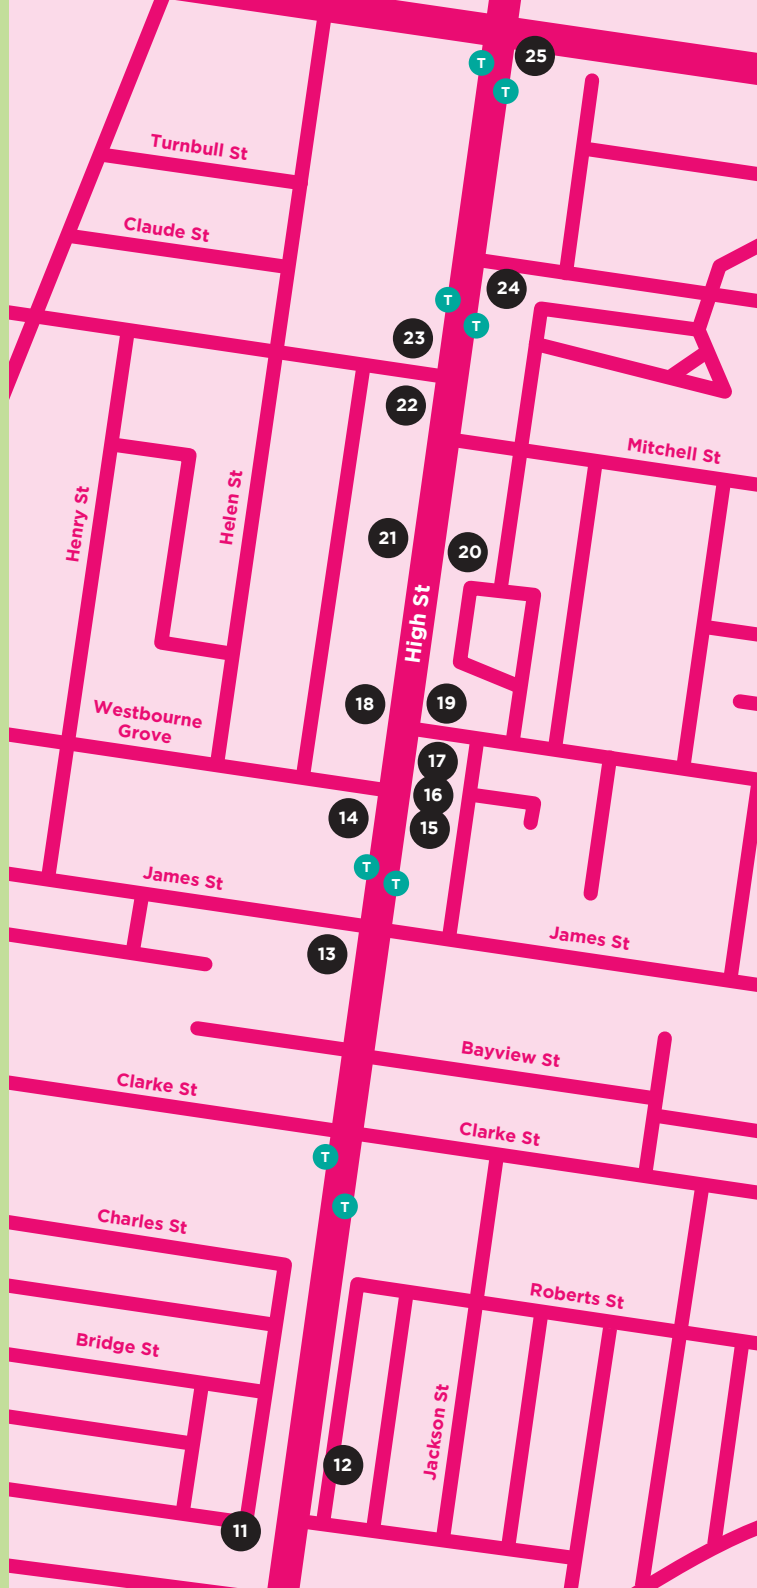 T
25
T
Turnbull St
Claude St
24
T
T
23
22
Mitchell St
Helen St
Henry St
21
20
High St
18
19
Westbourne
Grove
17
16
14
15
T
T
James St
James St
13
Bayview St
Clarke St
Clarke St
T
T
Charles St
Roberts St
Bridge St
Jackson St
12
11